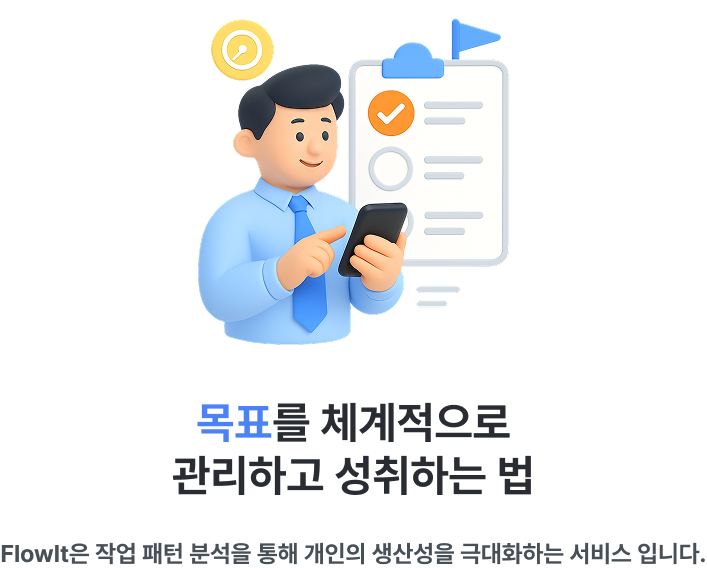 목표를 체계적으로
관리하고 성취하는 법
FlowIt은 작업 패턴 분석을 통해 개인의 생산성을 극대화하는 서비스 입니다.